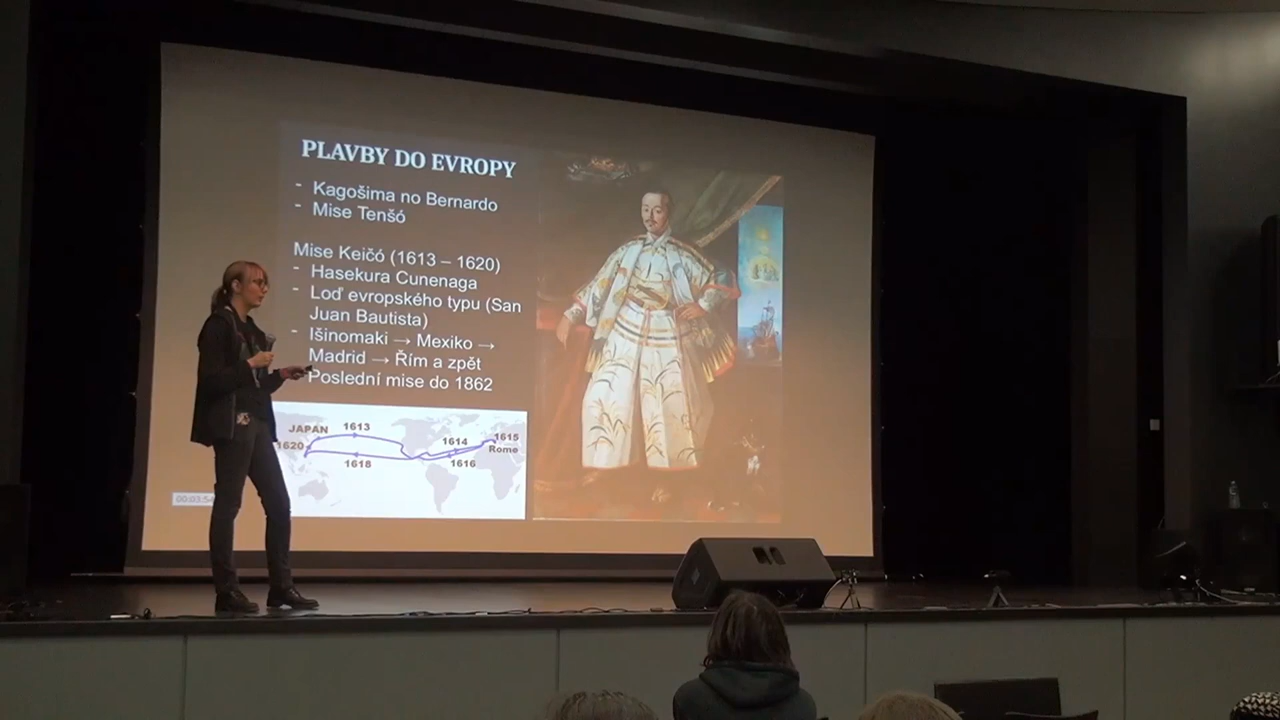 PLAVBY DO EVROPY
- Kagošima no Bernardo
- Mise Tenšó
Mise Keičó (1613 – 1620)
- Hasekura Cunenaga
- Loď evropského typu (San
Juan Bautista)
- Išinomaki → Mexiko →
Madrid → Řím a zpět
Poslední mise do 1862
JAPAN
1613
1620
1618
1614
1616
1615
Rome